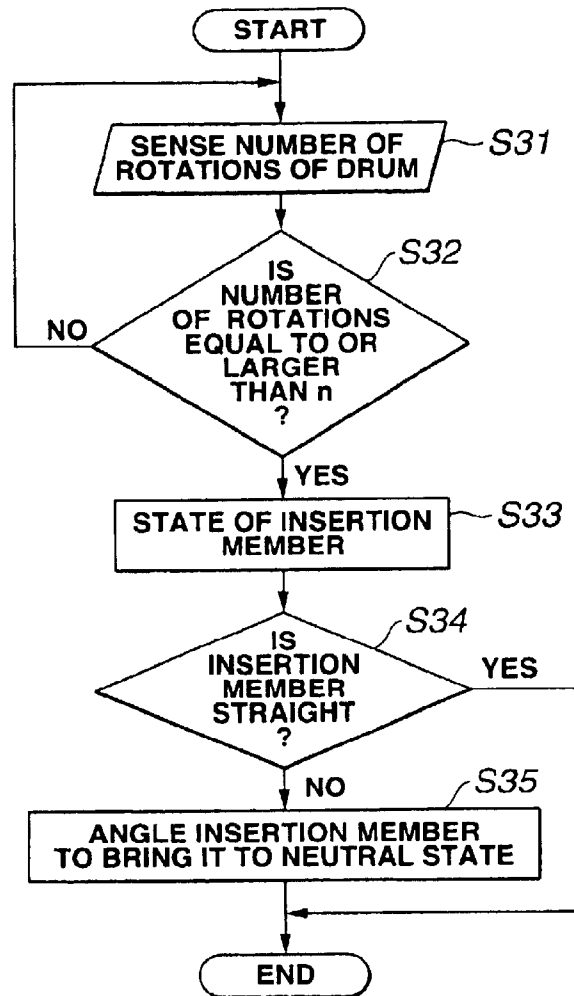 START
SENSE NUMBER OF
ROTATIONS OF DRUM
S31
IS
NUMBER
OF ROTATIONS
EQUAL TO OR
LARGER
THAN n
?
S32
NO
YES
STATE OF INSERTION
MEMBER
S33
IS
INSERTION
MEMBER
STRAIGHT
?
S34
YES
NO
ANGLE INSERTION MEMBER
TO BRING IT TO NEUTRAL STATE
S35
END